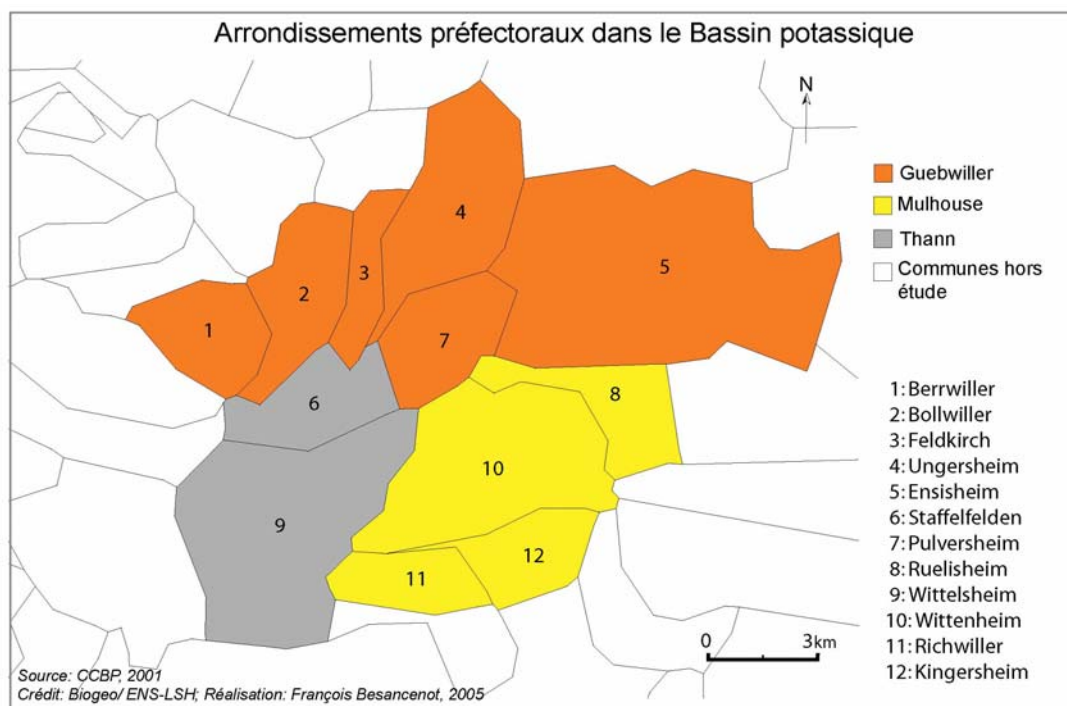 Arrondissements préfectoraux dans le Bassin potassique
N
Guebwiller
Mulhouse
Thann
Communes hors
étude
1
2
3
4
5
6
7
8
9
10
11
12
1: Berrwiller
2: Bollwiller
3: Feldkirch
4: Ungersheim
5: Ensisheim
6: Staffelfelden
7: Pulversheim
8: Ruelisheim
9: Wittelsheim
10: Wittenheim
11: Richwiller
12: Kingersheim
0 3km
Source: CCBP, 2001
Crédit: Biogeo/ ENS-LSH; Réalisation: François Besancenot, 2005